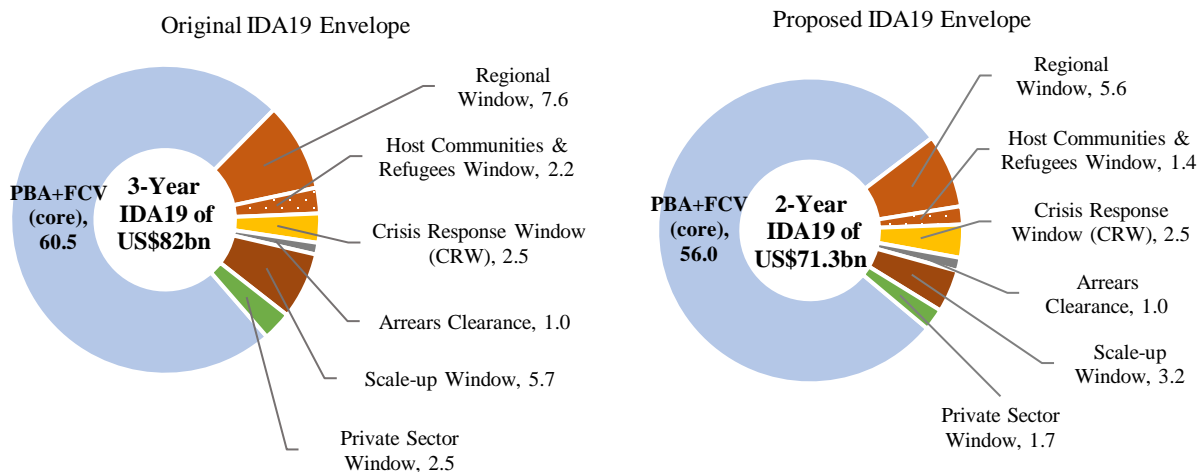 Original IDA19 Envelope
Regional
Window, 7.6
Host Communities &
Refugees Window, 2.2
PBA+FCV
(core),
60.5
3-Year
IDA19 of
US$82bn
Crisis Response Window
(CRW), 2.5
Arrears Clearance, 1.0
Scale-up Window, 5.7
Private Sector
Window, 2.5
Proposed IDA19 Envelope
Regional
Window,
5.6
Host Communities &
Refugees Window, 1.4
PBA+FCV
(core),
56.0
2-Year
IDA19 of
US$71.3bn
Crisis Response
Window (CRW), 2.5
Arrears
Clearance, 1.0
Scale-up
Window, 3.2
Private Sector
Window, 1.7